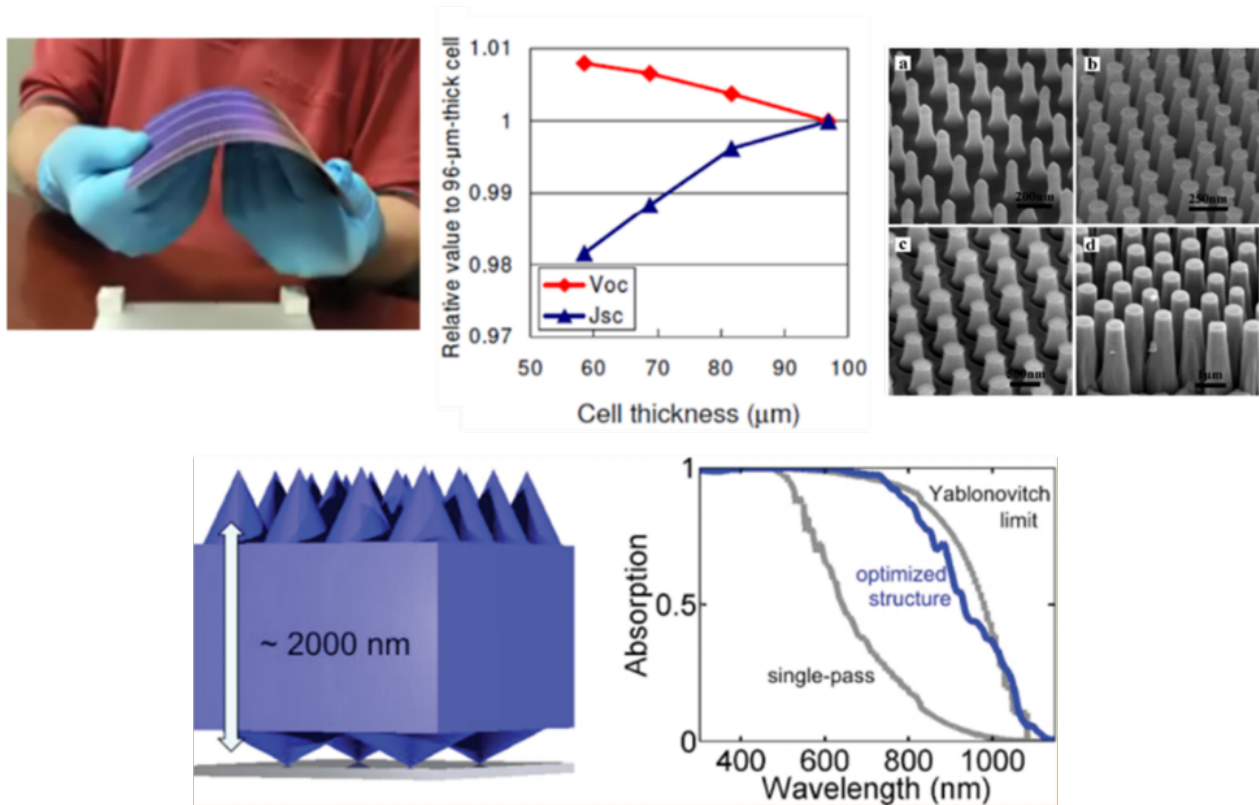 1.01
1
0.99
0.98
0.97
Relative value to 96-μm-thick cell
Voc
Jsc
50 60 70 80 90 100
Cell thickness (μm)
a
200nm
b
250nm
c
d
1μm
~ 2000 nm
1
0.5
0
Absorption
Yablonovitch
limit
optimized
structure
single-pass
400 600 800 1000
Wavelength (nm)